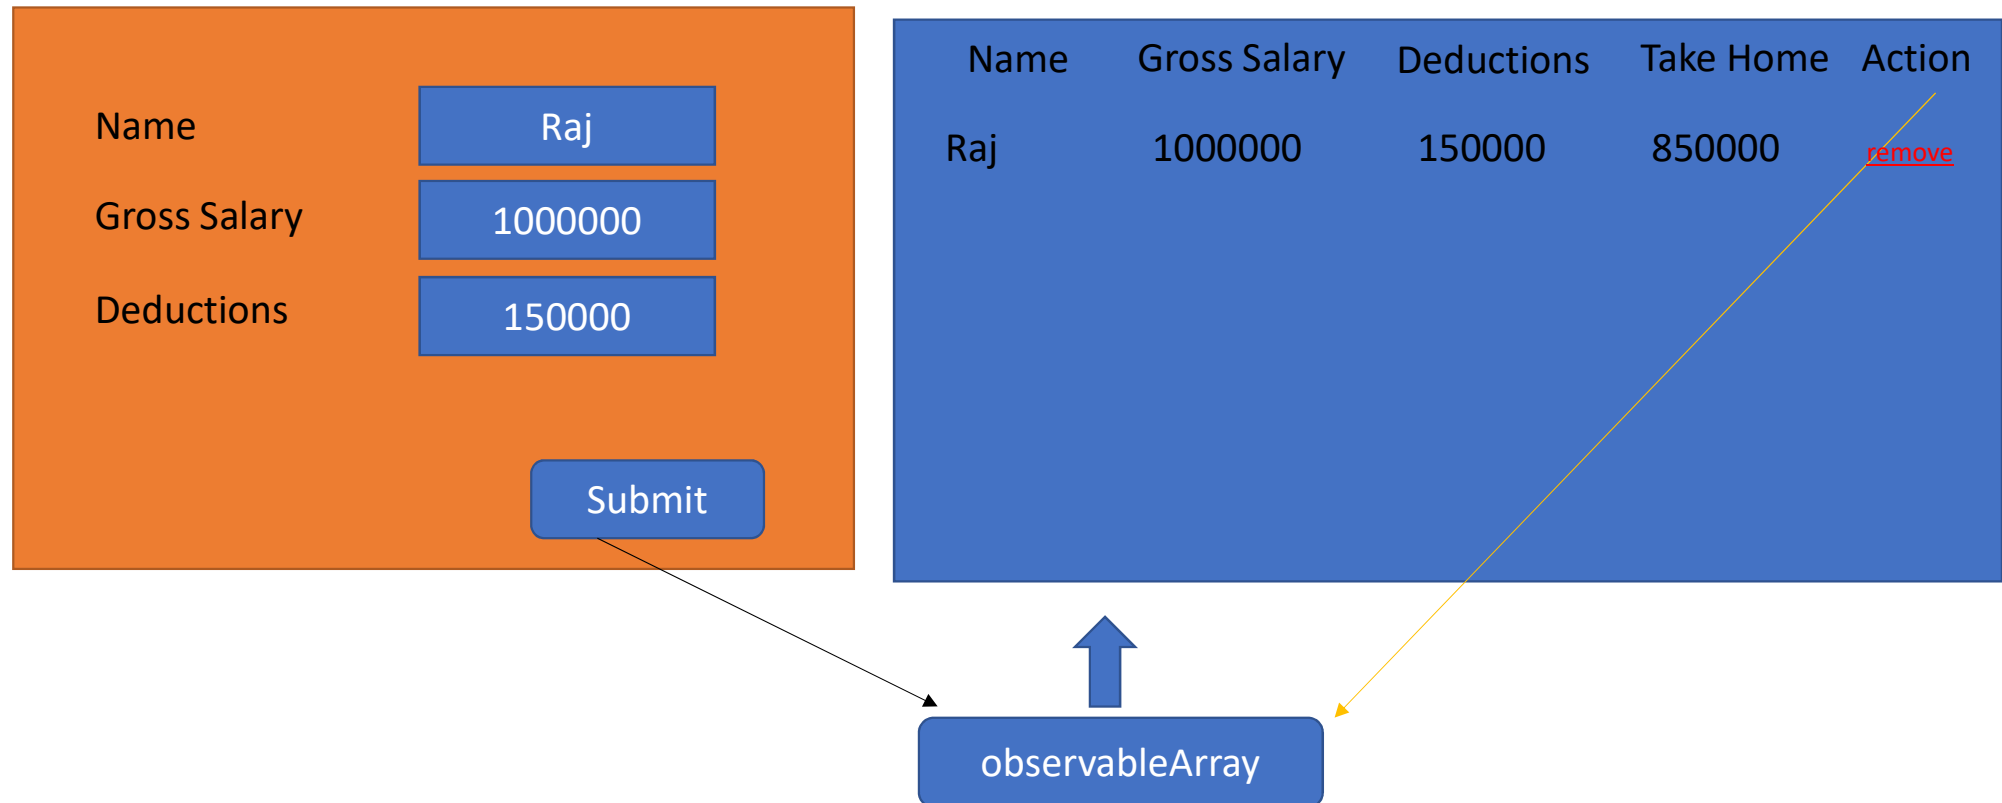 Name Raj
Gross Salary 1000000
Deductions 150000
Submit
Name Gross Salary Deductions Take Home Action
Raj 1000000 150000 850000 remove
observableArray